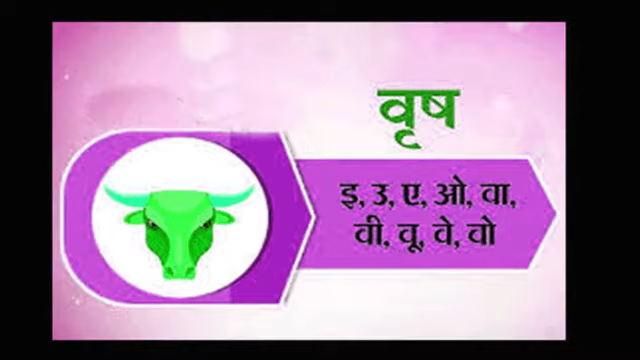 वृष
इ, उ, ए, ओ, वा,
वी, वू, वे, वो